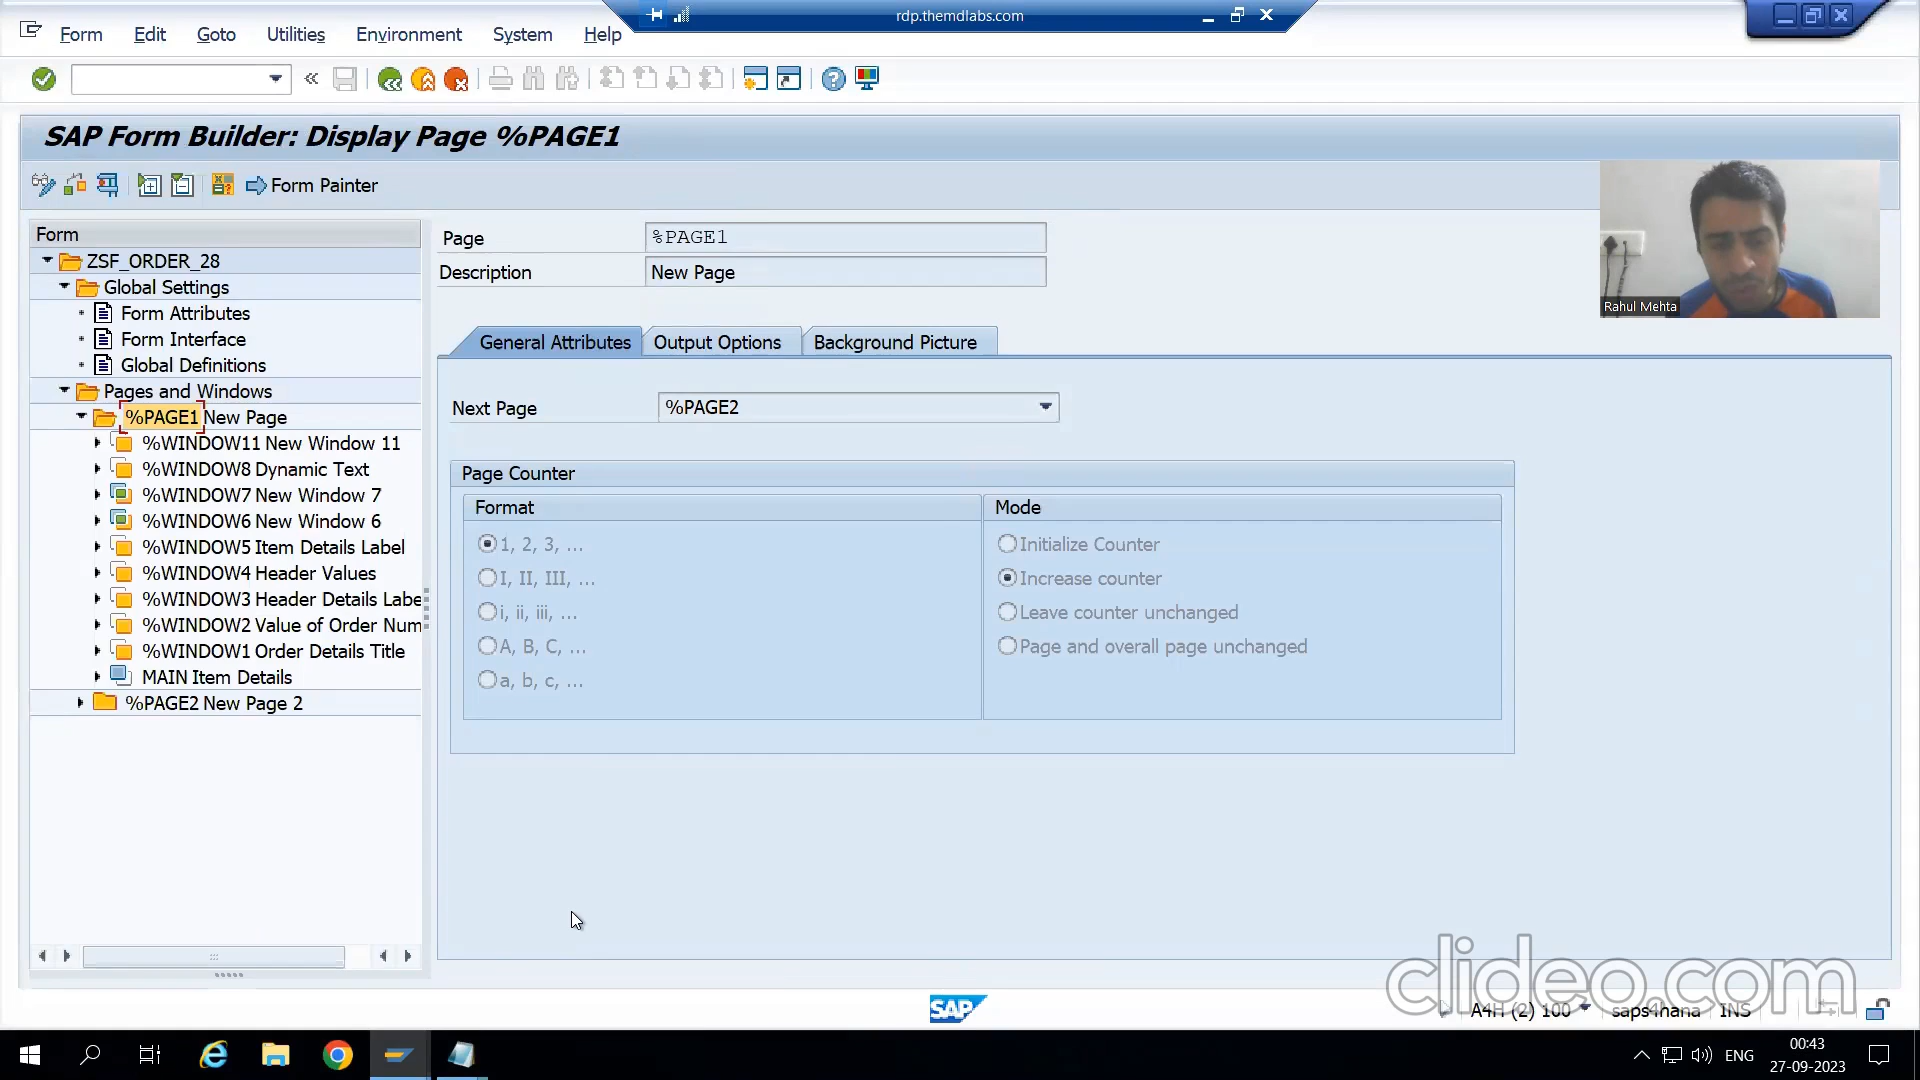 rdp.themdlabs.com
Form Edit Goto Utilities Environment System Help
SAP Form Builder: Display Page %PAGE1
Form Painter
Form
ZSF_ORDER_28
Global Settings
Form Attributes
Form Interface
Global Definitions
Pages and Windows
%PAGE1 New Page
%WINDOW11 New Window 11
%WINDOW8 Dynamic Text
%WINDOW7 New Window 7
%WINDOW6 New Window 6
%WINDOW5 Item Details Label
%WINDOW4 Header Values
%WINDOW3 Header Details Labe
%WINDOW2 Value of Order Num
%WINDOW1 Order Details Title
MAIN Item Details
%PAGE2 New Page 2
Page %PAGE1
Description New Page
General Attributes Output Options Background Picture
Next Page %PAGE2
Page Counter
Format
1, 2, 3, ...
I, II, III, ...
i, ii, iii, ...
A, B, C, ...
a, b, c, ...
Mode
Initialize Counter
Increase counter
Leave counter unchanged
Page and overall page unchanged
Rahul Mehta
clideo.com
SAP
A4H (2) 100 saps4hana INS
ENG
00:43
27-09-2023